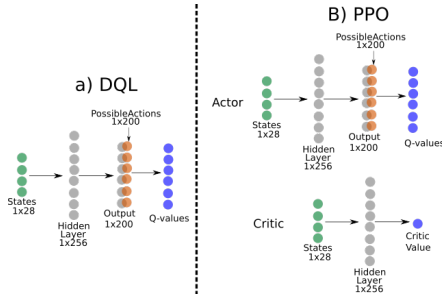 a) DQL
PossibleActions
1x200
States
1x28
Hidden
Layer
1x256
Output
1x200
Q-values
B) PPO
PossibleActions
1x200
Actor
States
1x28
Hidden
Layer
1x256
Output
1x200
Q-values
Critic
States
1x28
Hidden
Layer
1x256
Critic
Value